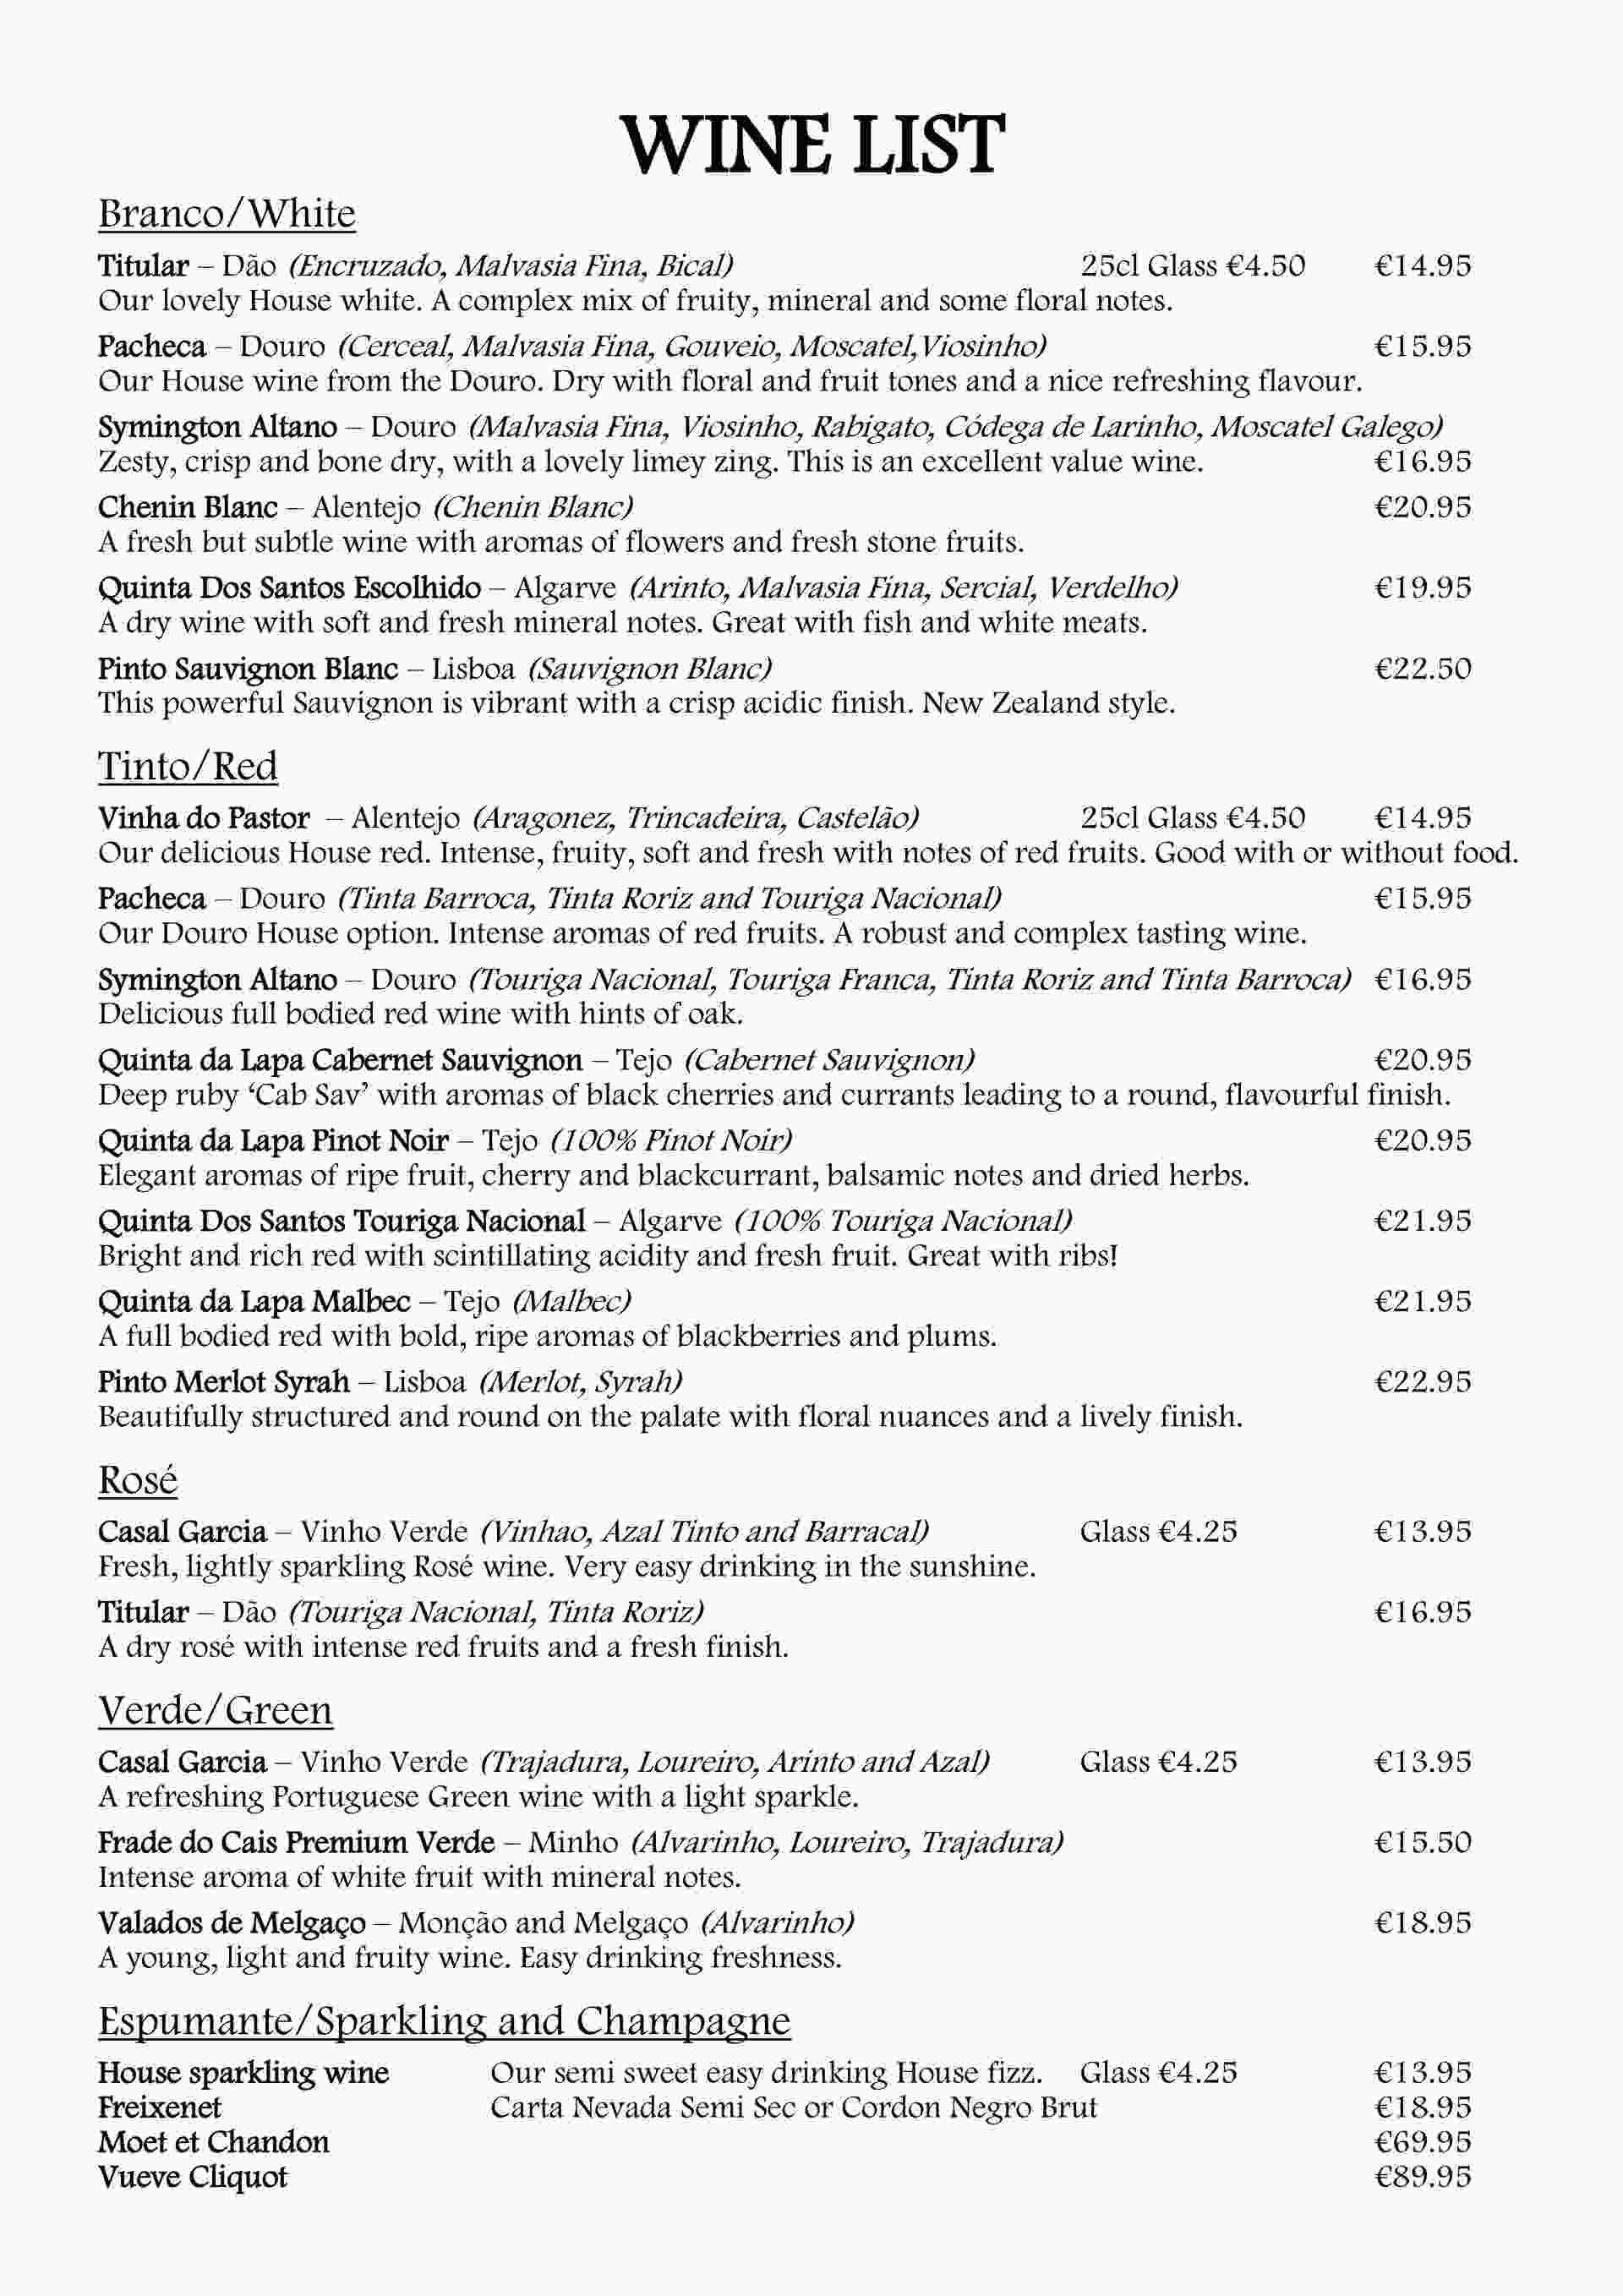 WINE LIST
Branco/White
Titular – Dão (Encruzado, Malvasia Fina, Bical) 25cl Glass €4.50 €14.95
Our lovely House white. A complex mix of fruity, mineral and some floral notes.
Pacheca – Douro (Cerceal, Malvasia Fina, Gouveio, Moscatel,Viosinho) €15.95
Our House wine from the Douro. Dry with floral and fruit tones and a nice refreshing flavour.
Symington Altano – Douro (Malvasia Fina, Viosinho, Rabigato, Códega de Larinho, Moscatel Galego)
Zesty, crisp and bone dry, with a lovely limey zing. This is an excellent value wine. €16.95
Chenin Blanc – Alentejo (Chenin Blanc) €20.95
A fresh but subtle wine with aromas of flowers and fresh stone fruits.
Quinta Dos Santos Escolhido – Algarve (Arinto, Malvasia Fina, Sercial, Verdelho) €19.95
A dry wine with soft and fresh mineral notes. Great with fish and white meats.
Pinto Sauvignon Blanc – Lisboa (Sauvignon Blanc) €22.50
This powerful Sauvignon is vibrant with a crisp acidic finish. New Zealand style.
Tinto/Red
Vinha do Pastor – Alentejo (Aragonez, Trincadeira, Castelão) 25cl Glass €4.50 €14.95
Our delicious House red. Intense, fruity, soft and fresh with notes of red fruits. Good with or without food.
Pacheca – Douro (Tinta Barroca, Tinta Roriz and Touriga Nacional) €15.95
Our Douro House option. Intense aromas of red fruits. A robust and complex tasting wine.
Symington Altano – Douro (Touriga Nacional, Touriga Franca, Tinta Roriz and Tinta Barroca) €16.95
Delicious full bodied red wine with hints of oak.
Quinta da Lapa Cabernet Sauvignon – Tejo (Cabernet Sauvignon) €20.95
Deep ruby ‘Cab Sav’ with aromas of black cherries and currants leading to a round, flavourful finish.
Quinta da Lapa Pinot Noir – Tejo (100% Pinot Noir) €20.95
Elegant aromas of ripe fruit, cherry and blackcurrant, balsamic notes and dried herbs.
Quinta Dos Santos Touriga Nacional – Algarve (100% Touriga Nacional) €21.95
Bright and rich red with scintillating acidity and fresh fruit. Great with ribs!
Quinta da Lapa Malbec – Tejo (Malbec) €21.95
A full bodied red with bold, ripe aromas of blackberries and plums.
Pinto Merlot Syrah – Lisboa (Merlot, Syrah) €22.95
Beautifully structured and round on the palate with floral nuances and a lively finish.
Rosé
Casal Garcia – Vinho Verde (Vinhao, Azal Tinto and Barracal) Glass €4.25 €13.95
Fresh, lightly sparkling Rosé wine. Very easy drinking in the sunshine.
Titular – Dão (Touriga Nacional, Tinta Roriz) €16.95
A dry rosé with intense red fruits and a fresh finish.
Verde/Green
Casal Garcia – Vinho Verde (Trajadura, Loureiro, Arinto and Azal) Glass €4.25 €13.95
A refreshing Portuguese Green wine with a light sparkle.
Frade do Cais Premium Verde – Minho (Alvarinho, Loureiro, Trajadura) €15.50
Intense aroma of white fruit with mineral notes.
Valados de Melgaço – Monção and Melgaço (Alvarinho) €18.95
A young, light and fruity wine. Easy drinking freshness.
Espumante/Sparkling and Champagne
House sparkling wine Our semi sweet easy drinking House fizz. Glass €4.25 €13.95
Freixenet Carta Nevada Semi Sec or Cordon Negro Brut €18.95
Moet et Chandon €69.95
Vueve Cliquot €89.95